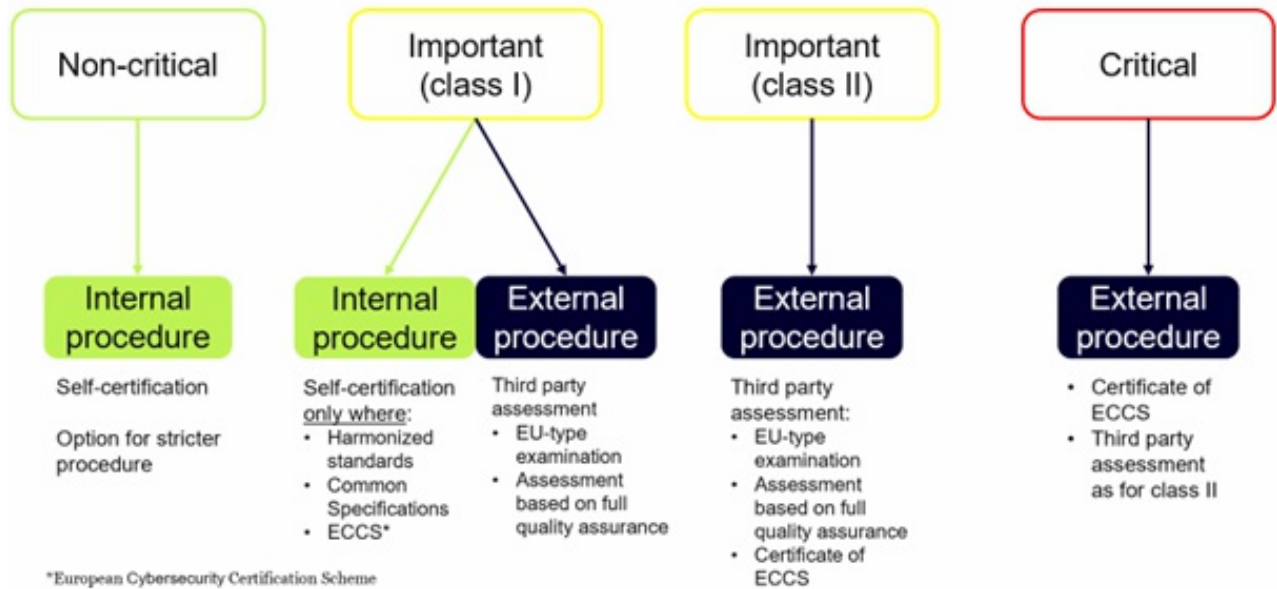 Non-critical
Important
(class I)
Important
(class II)
Critical
Internal
procedure
Internal
procedure
External
procedure
External
procedure
External
procedure
Self-certification
Option for stricter
procedure
Self-certification
only where:
• Harmonized
standards
• Common
Specifications
• ECCS*
Third party
assessment
• EU-type
examination
• Assessment
based on full
quality assurance
Third party
assessment:
• EU-type
examination
• Assessment
based on full
quality assurance
• Certificate of
ECCS
• Certificate of
ECCS
• Third party
assessment
as for class II
*European Cybersecurity Certification Scheme